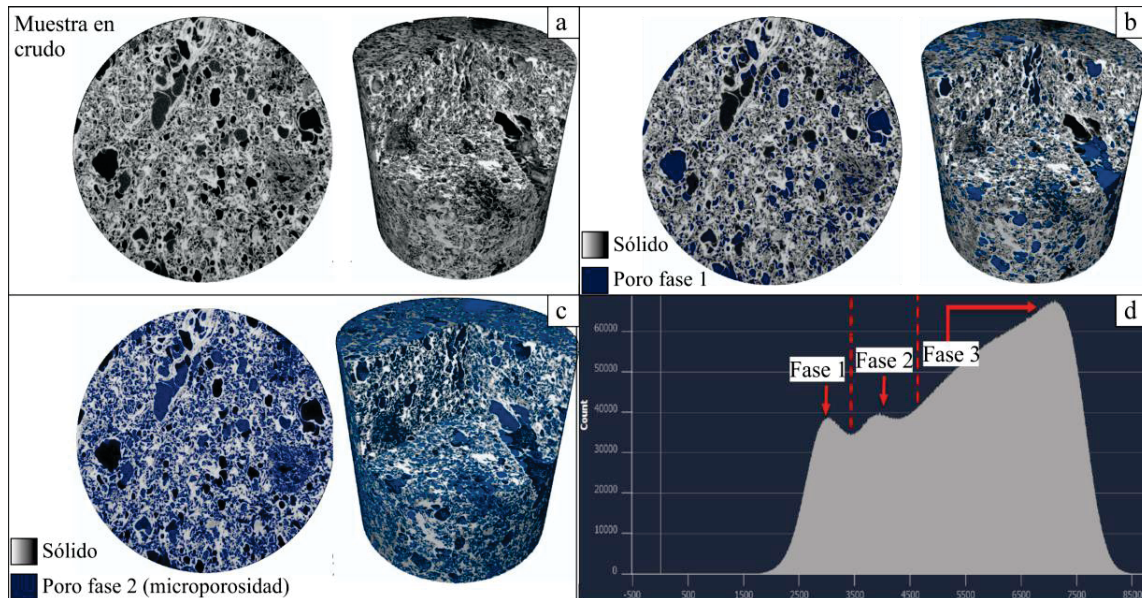 Muestra en
crudo
a
b
Sólido
Poro fase 1
c
Sólido
Poro fase 2 (microporosidad)
d
Fase 1
Fase 2
Fase 3
Count
60000
50000
40000
30000
20000
10000
0
-500
500
1500
2500
3500
4500
5500
6500
7500
8500